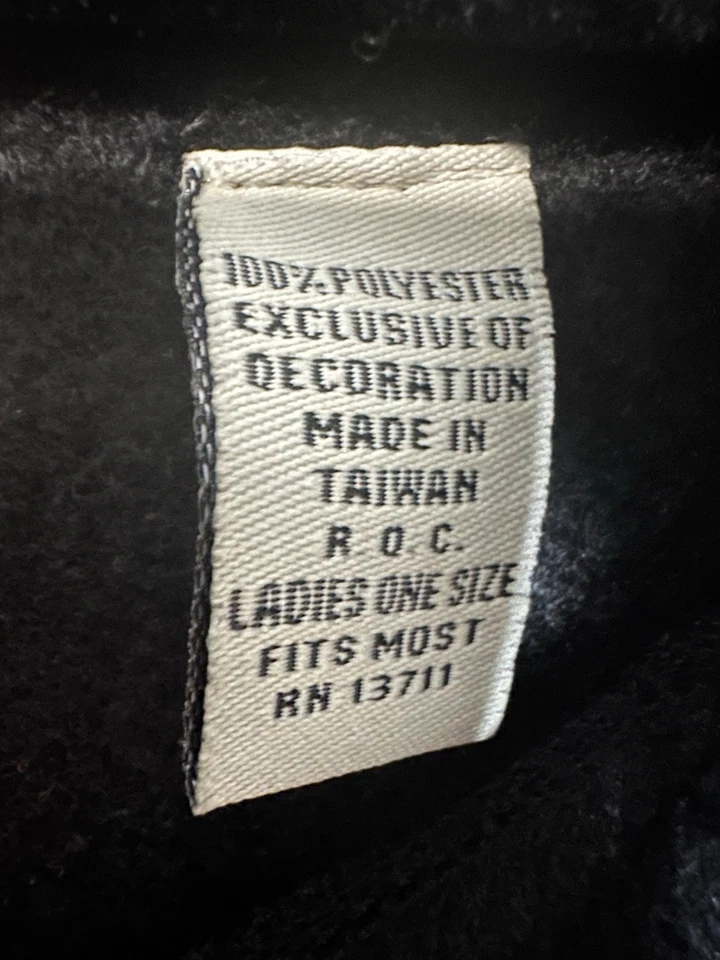 100% POLYESTER
EXCLUSIVE OF
DECORATION
MADE IN
TAIWAN
R.O.C.
LADIES ONE SIZE
FITS MOST
RN 13711